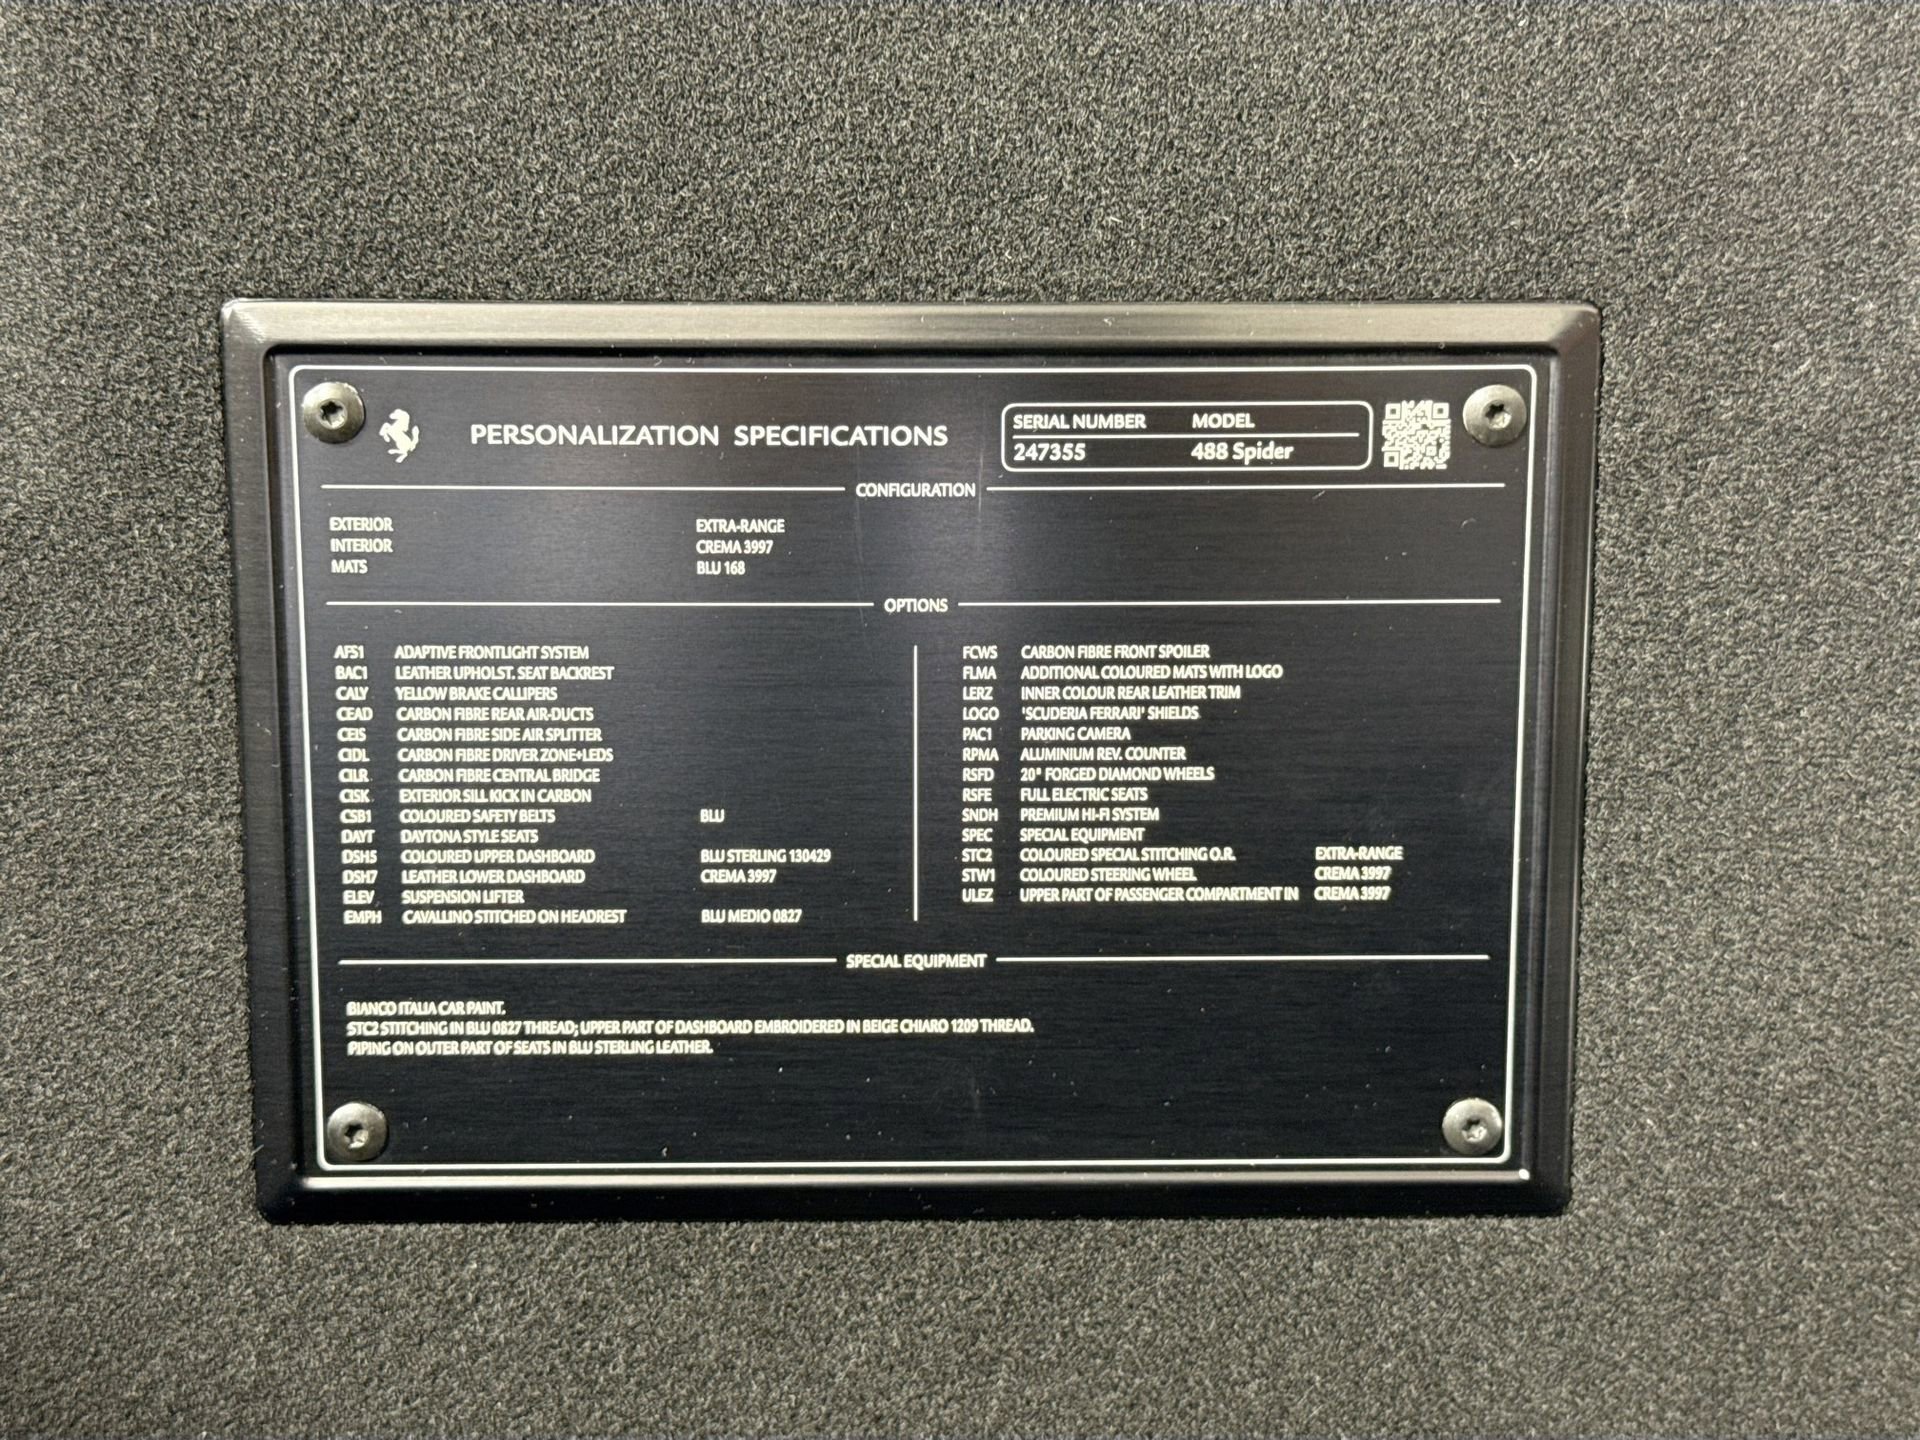 PERSONALIZATION SPECIFICATIONS
SERIAL NUMBER MODEL
247355 488 Spider
CONFIGURATION
EXTERIOR EXTRA-RANGE
INTERIOR CREMA 3997
MATS BLU 168
OPTIONS
AFS1 ADAPTIVE FRONTLIGHT SYSTEM
BAC1 LEATHER UPHOLST. SEAT BACKREST
CALY YELLOW BRAKE CALLIPERS
CEAD CARBON FIBRE REAR AIR-DUCTS
CEIS CARBON FIBRE SIDE AIR SPLITTER
CIDL CARBON FIBRE DRIVER ZONE+LEDS
CILR CARBON FIBRE CENTRAL BRIDGE
CISK EXTERIOR SILL KICK IN CARBON
CSB1 COLOURED SAFETY BELTS BLU
DAYT DAYTONA STYLE SEATS
DSH5 COLOURED UPPER DASHBOARD BLU STERLING 130429
DSH7 LEATHER LOWER DASHBOARD CREMA 3997
ELEV SUSPENSION LIFTER
EMPH CAVALLINO STITCHED ON HEADREST BLU MEDIO 0827
FCWS CARBON FIBRE FRONT SPOILER
FLMA ADDITIONAL COLOURED MATS WITH LOGO
LERZ INNER COLOUR REAR LEATHER TRIM
LOGO 'SCUDERIA FERRARI' SHIELDS
PAC1 PARKING CAMERA
RPMA ALUMINIUM REV. COUNTER
RSFD 20" FORGED DIAMOND WHEELS
RSFE FULL ELECTRIC SEATS
SNDH PREMIUM HI-FI SYSTEM
SPEC SPECIAL EQUIPMENT
STC2 COLOURED SPECIAL STITCHING O.R. EXTRA-RANGE
STW1 COLOURED STEERING WHEEL CREMA 3997
ULEZ UPPER PART OF PASSENGER COMPARTMENT IN CREMA 3997
SPECIAL EQUIPMENT
BIANCO ITALIA CAR PAINT.
STC2 STITCHING IN BLU 0827 THREAD; UPPER PART OF DASHBOARD EMBROIDERED IN BEIGE CHIARO 1209 THREAD.
PIPING ON OUTER PART OF SEATS IN BLU STERLING LEATHER.